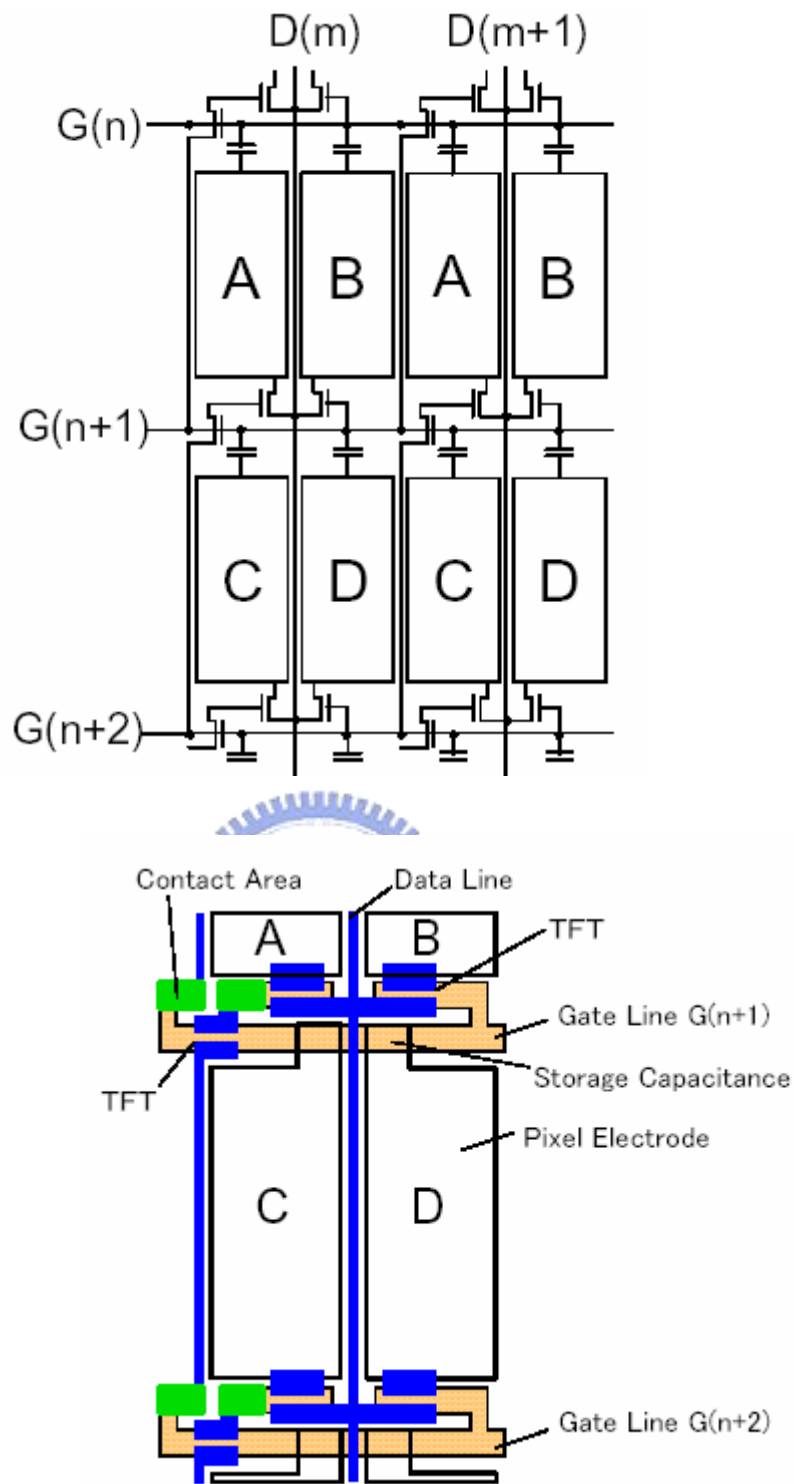 D(m) D(m+1)
G(n)
A B A B
G(n+1)
C D C D
G(n+2)
Contact Area Data Line
A B TFT
Gate Line G(n+1)
Storage Capacitance
TFT
Pixel Electrode
C D
Gate Line G(n+2)